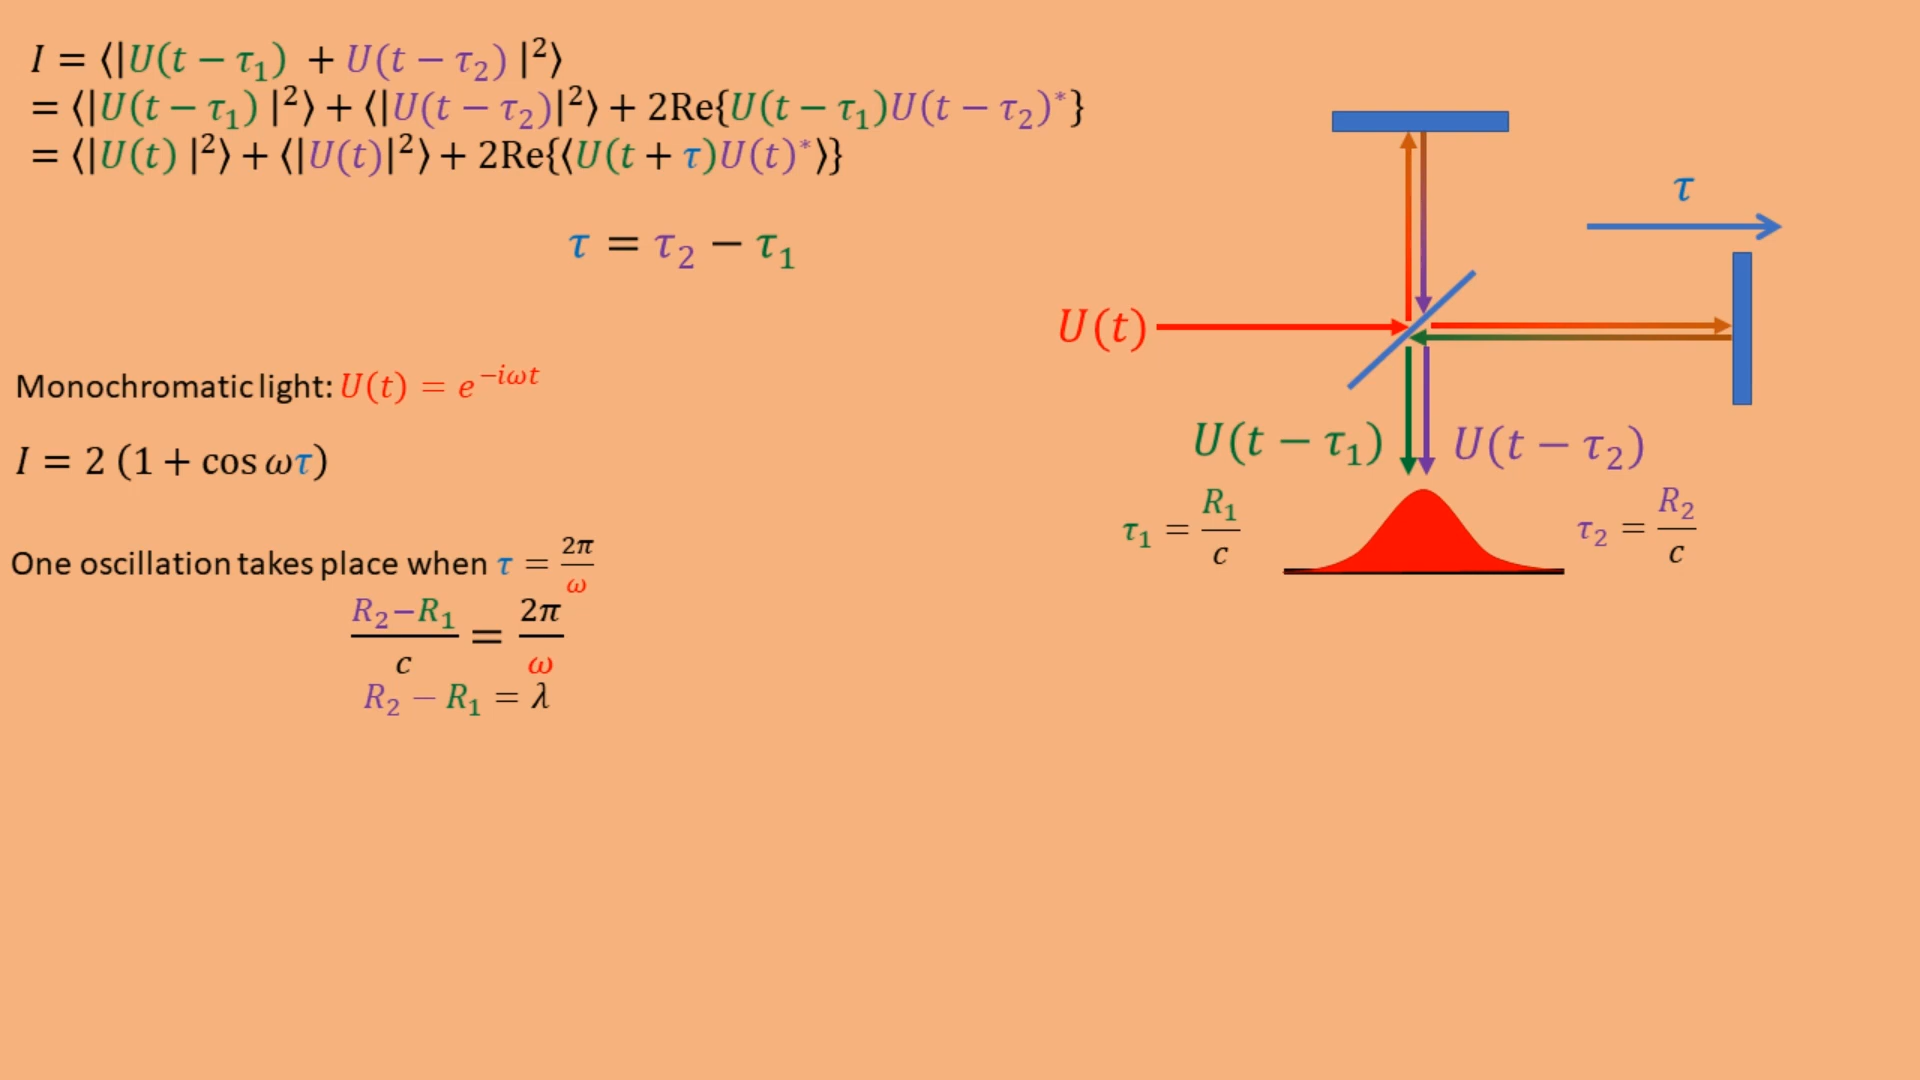 I = ⟨|U(t − τ₁) + U(t − τ₂) |²⟩
= ⟨|U(t − τ₁) |²⟩ + ⟨|U(t − τ₂)|²⟩ + 2Re{U(t − τ₁)U(t − τ₂)*}
= ⟨|U(t) |²⟩ + ⟨|U(t)|²⟩ + 2Re{⟨U(t + τ)U(t)*⟩}
τ = τ₂ − τ₁
Monochromatic light: U(t) = e^{−iωt}
I = 2 (1 + cos ωτ)
One oscillation takes place when τ = 2π/ω
(R₂−R₁)/c = 2π/ω
R₂ − R₁ = λ
τ
U(t)
U(t − τ₁) U(t − τ₂)
τ₁ = R₁/c
τ₂ = R₂/c